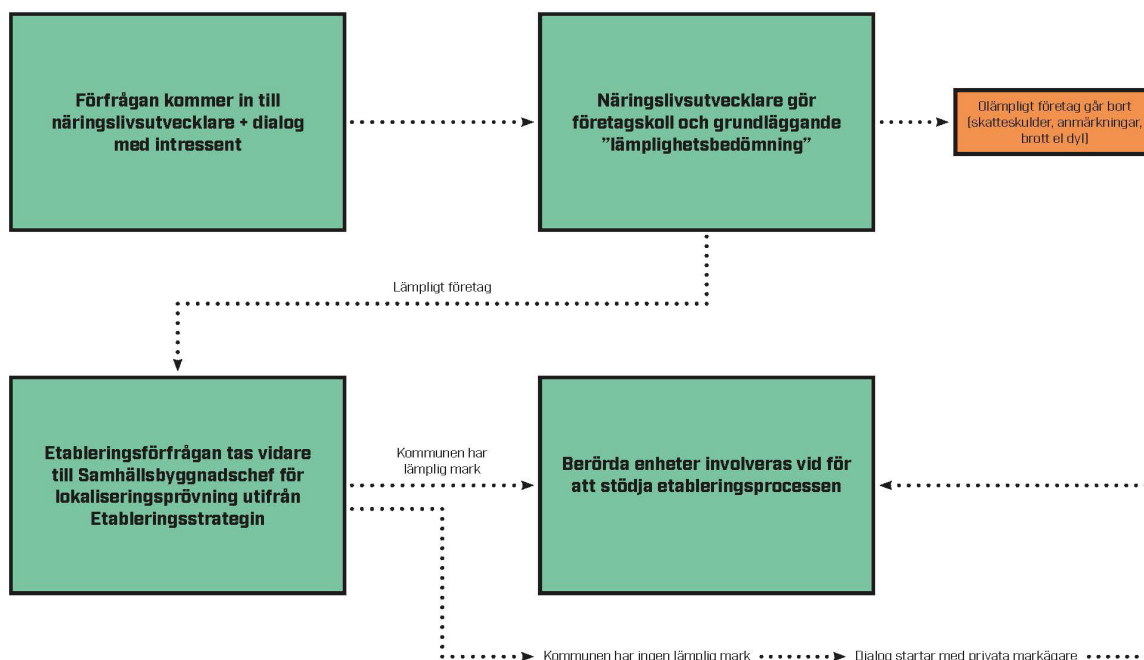 Förfrågan kommer in till
näringslivsutvecklare + dialog
med intressent
Näringslivsutvecklare gör
företagskoll och grundläggande
"lämplighetsbedömning"
Olämpligt företag går bort
(skatteskulder, anmärkningar,
brott el dyl)
Lämpligt företag
Etableringsförfrågan tas vidare
till Samhällsbyggnadschef för
lokaliseringsprövning utifrån
Etableringsstrategin
Kommunen har
lämplig mark
Berörda enheter involveras vid för
att stödja etableringsprocessen
Kommunen har ingen lämplig mark
Dialog startar med privata markägare